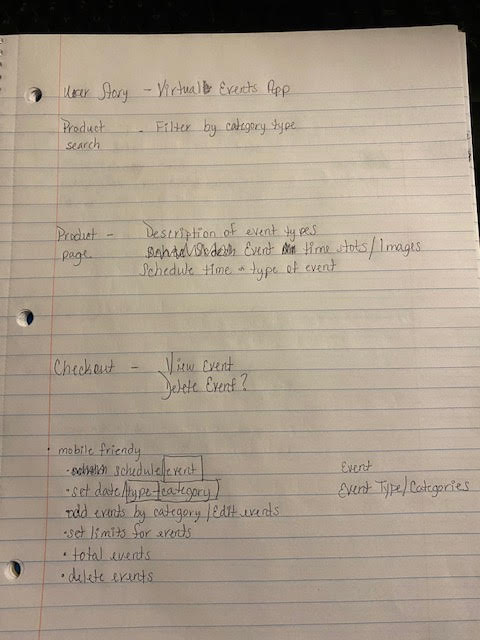 User Story - Virtual Events App
Product - Filter by category type
search
Product - Description of event types
page Event time slots/Images
Schedule time - type of event
Checkout - View Event
Delete Event?
• mobile friendly
• schedule event
• set date/type-category/
• add events by category/Edit events
• set limits for events
• total events
• delete events
Event
Event Type/Categories